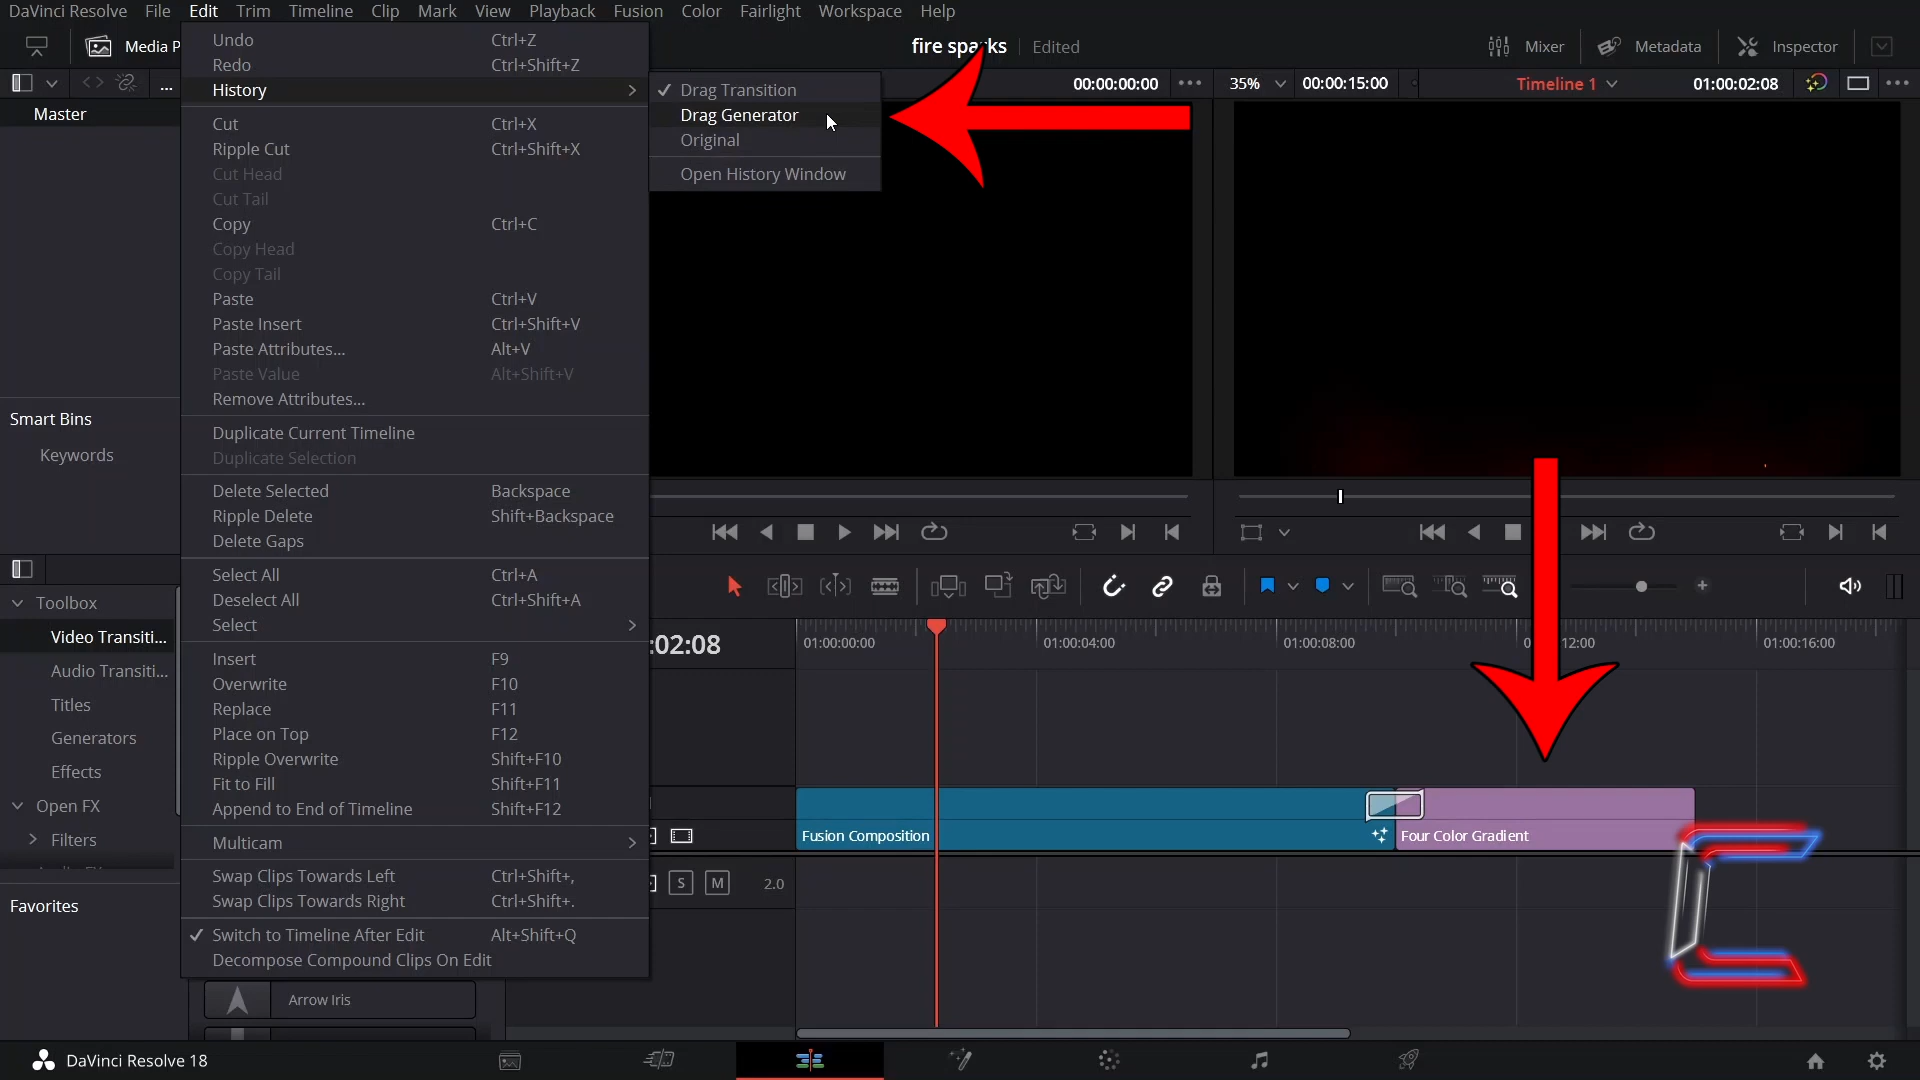 DaVinci Resolve File Edit Trim Timeline Clip Mark View Playback Fusion Color Fairlight Workspace Help
Media P
fire sparks Edited
Mixer Metadata Inspector
...
00:00:00:00 ••• 35% 00:00:15:00 Timeline 1 01:00:02:08 •••
Master
Smart Bins
Keywords
Undo Ctrl+Z
Redo Ctrl+Shift+Z
History
Cut Ctrl+X
Ripple Cut Ctrl+Shift+X
Cut Head
Cut Tail
Copy Ctrl+C
Copy Head
Copy Tail
Paste Ctrl+V
Paste Insert Ctrl+Shift+V
Paste Attributes... Alt+V
Paste Value Alt+Shift+V
Remove Attributes...
Duplicate Current Timeline
Duplicate Selection
Delete Selected Backspace
Ripple Delete Shift+Backspace
Delete Gaps
Select All Ctrl+A
Deselect All Ctrl+Shift+A
Select
Insert F9
Overwrite F10
Replace F11
Place on Top F12
Ripple Overwrite Shift+F10
Fit to Fill Shift+F11
Append to End of Timeline Shift+F12
Multicam
Swap Clips Towards Left Ctrl+Shift+,
Swap Clips Towards Right Ctrl+Shift+.
Switch to Timeline After Edit Alt+Shift+Q
Decompose Compound Clips On Edit
Drag Transition
Drag Generator
Original
Open History Window
Toolbox
Video Transiti...
Audio Transiti...
Titles
Generators
Effects
Open FX
Filters
Favorites
Arrow Iris
:02:08
01:00:00:00 01:00:04:00 01:00:08:00 12:00 01:00:16:00
Fusion Composition Four Color Gradient
S M 2.0
C
DaVinci Resolve 18